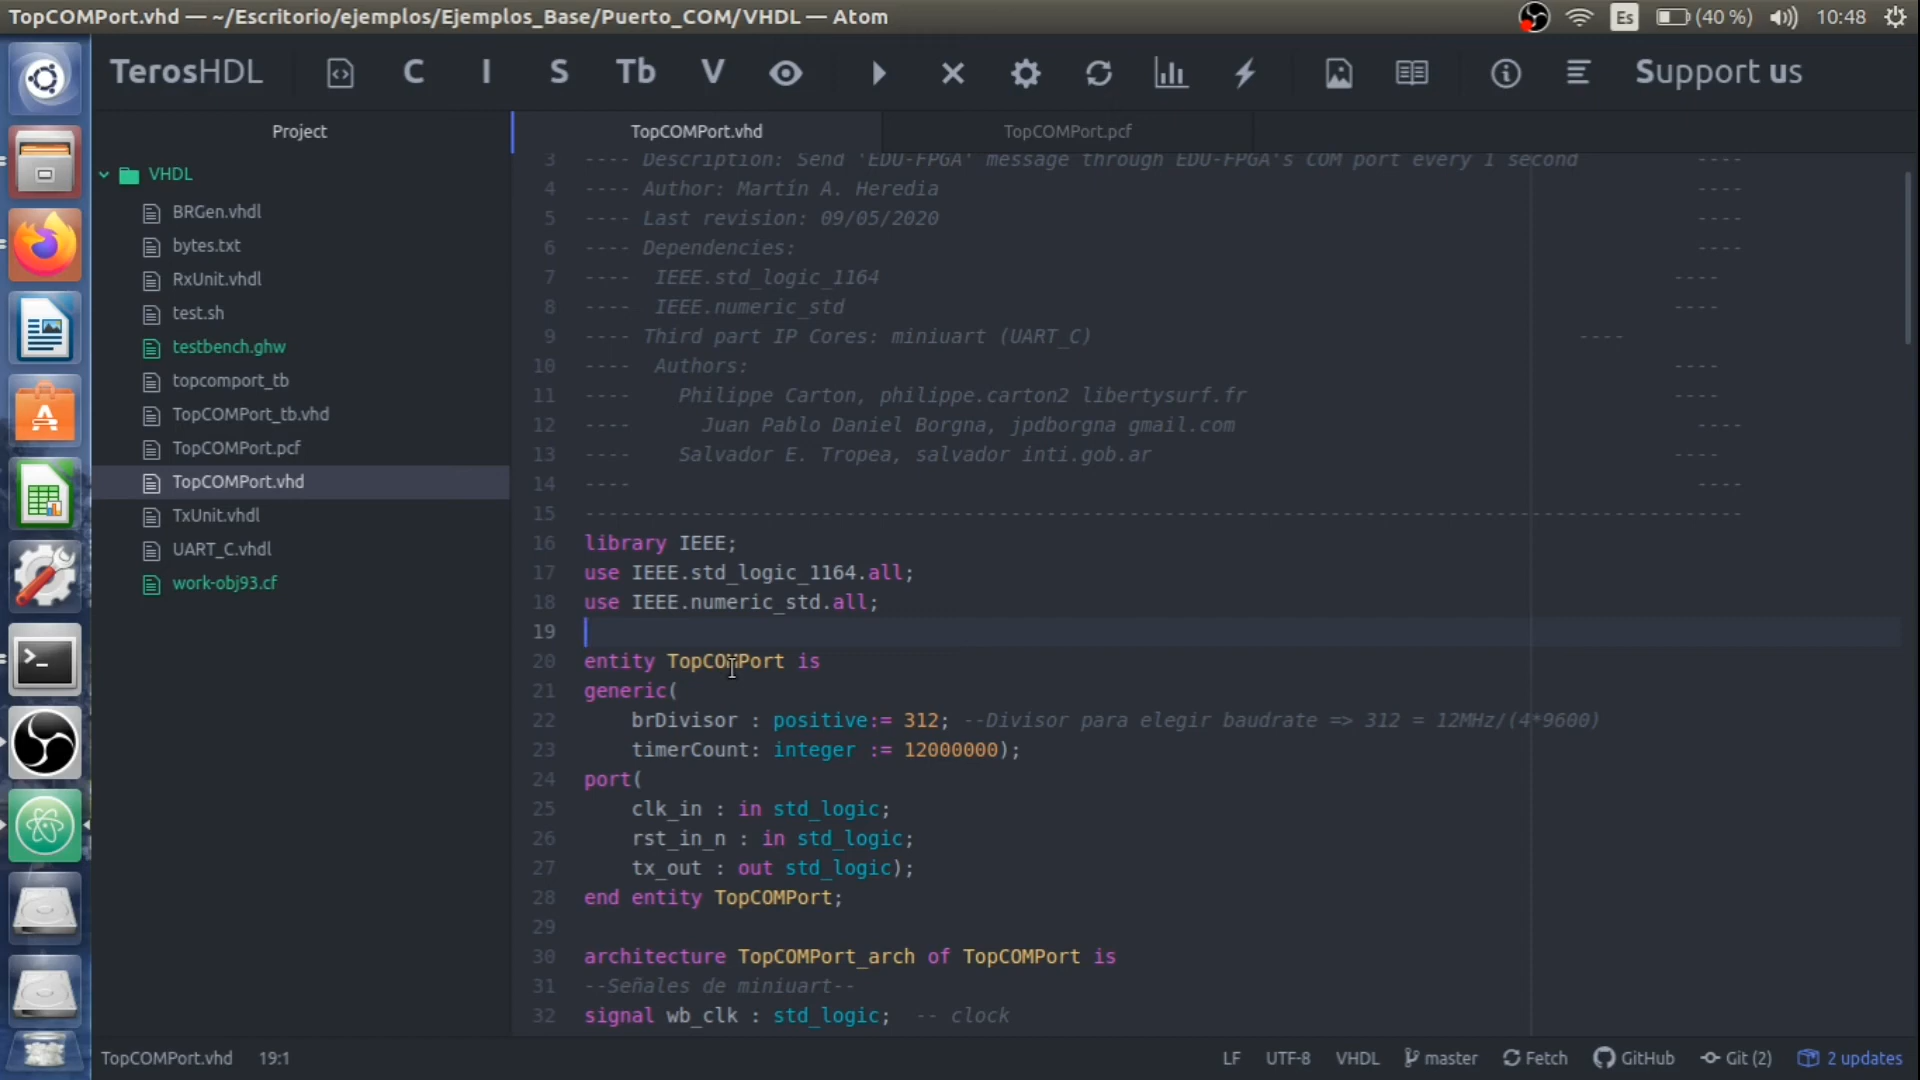 TopCOMPort.vhd — ~/Escritorio/ejemplos/Ejemplos_Base/Puerto_COM/VHDL — Atom
Es (40 %) 10:48
TerosHDL C I S Tb V Support us
Project
VHDL
BRGen.vhdl
bytes.txt
RxUnit.vhdl
test.sh
testbench.ghw
topcomport_tb
TopCOMPort_tb.vhd
TopCOMPort.pcf
TopCOMPort.vhd
TxUnit.vhdl
UART_C.vhdl
work-obj93.cf
TopCOMPort.vhd TopCOMPort.pcf
3 ---- Description: Send 'EDU-FPGA' message through EDU-FPGA's COM port every 1 second ----
4 ---- Author: Martín A. Heredia ----
5 ---- Last revision: 09/05/2020 ----
6 ---- Dependencies: ----
7 ---- IEEE.std_logic_1164 ----
8 ---- IEEE.numeric_std ----
9 ---- Third part IP Cores: miniuart (UART_C) ----
10 ---- Authors: ----
11 ---- Philippe Carton, philippe.carton2 libertysurf.fr ----
12 ---- Juan Pablo Daniel Borgna, jpdborgna gmail.com ----
13 ---- Salvador E. Tropea, salvador inti.gob.ar ----
14 ---- ----
15 --------------------------------------------------------------------------------------------------
16 library IEEE;
17 use IEEE.std_logic_1164.all;
18 use IEEE.numeric_std.all;
19
20 entity TopCOMPort is
21 generic(
22 brDivisor : positive:= 312; --Divisor para elegir baudrate => 312 = 12MHz/(4*9600)
23 timerCount: integer := 12000000);
24 port(
25 clk_in : in std_logic;
26 rst_in_n : in std_logic;
27 tx_out : out std_logic);
28 end entity TopCOMPort;
29
30 architecture TopCOMPort_arch of TopCOMPort is
31 --Señales de miniuart--
32 signal wb_clk : std_logic; -- clock
TopCOMPort.vhd 19:1 LF UTF-8 VHDL master Fetch GitHub Git (2) 2 updates